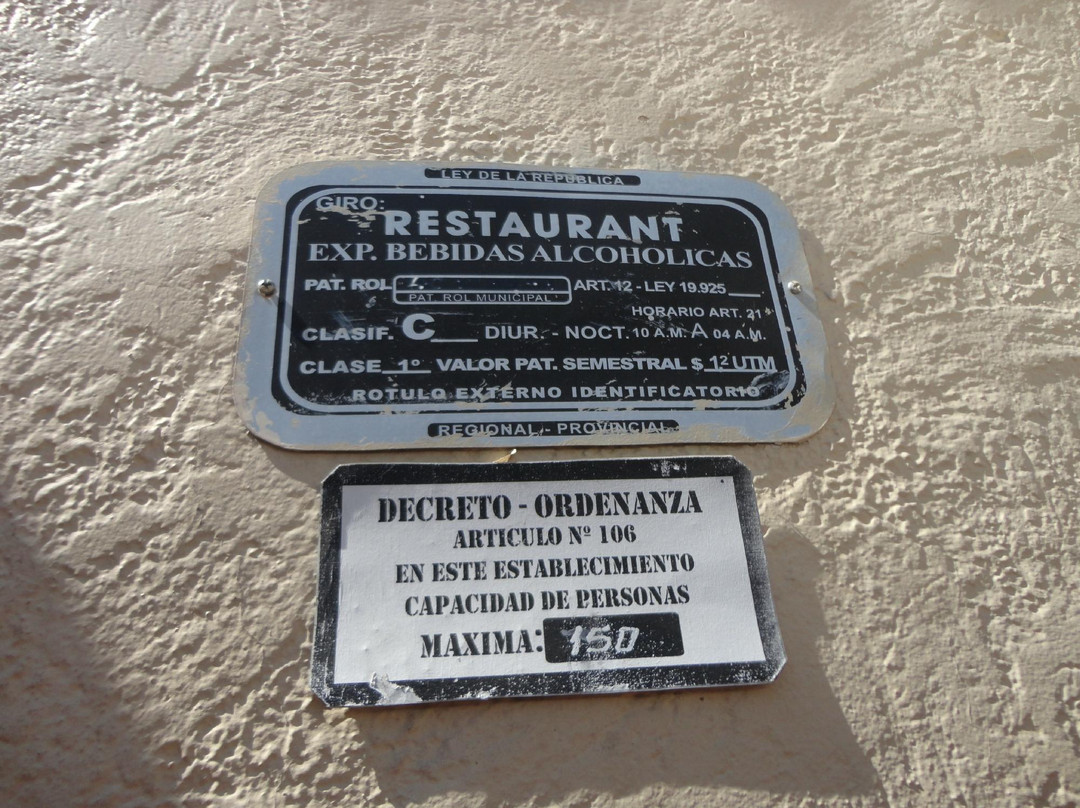 LEY DE LA REPUBLICA
GIRO:
RESTAURANT
EXP. BEBIDAS ALCOHOLICAS
PAT. ROL ART. 12 - LEY 19.925
PAT ROL MUNICIPAL
HORARIO ART. 21
CLASIF. C DIUR. - NOCT. 10 A.M. A 04 A.M.
CLASE 1º VALOR PAT. SEMESTRAL $ 1² UTM
ROTULO EXTERNO IDENTIFICATORIO
REGIONAL - PROVINCIAL
DECRETO - ORDENANZA
ARTICULO Nº 106
EN ESTE ESTABLECIMIENTO
CAPACIDAD DE PERSONAS
MAXIMA: 150